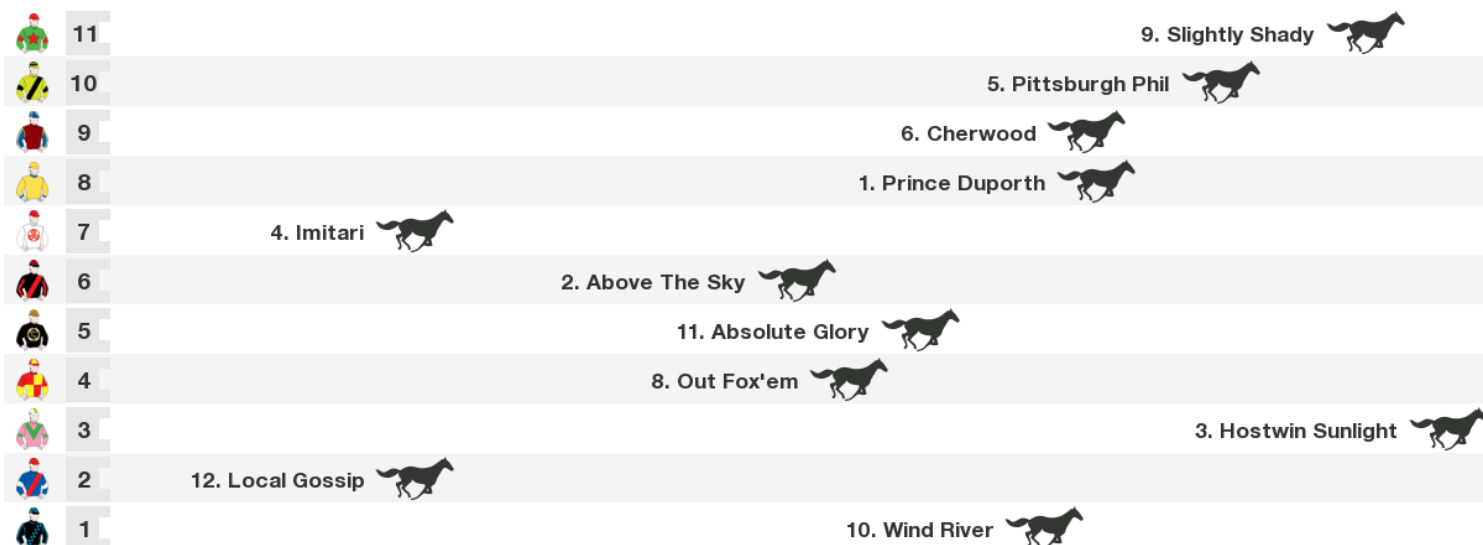 11 9. Slightly Shady
10 5. Pittsburgh Phil
9 6. Cherwood
8 1. Prince Duporth
7 4. Imitari
6 2. Above The Sky
5 11. Absolute Glory
4 8. Out Fox'em
3 3. Hostwin Sunlight
2 12. Local Gossip
1 10. Wind River